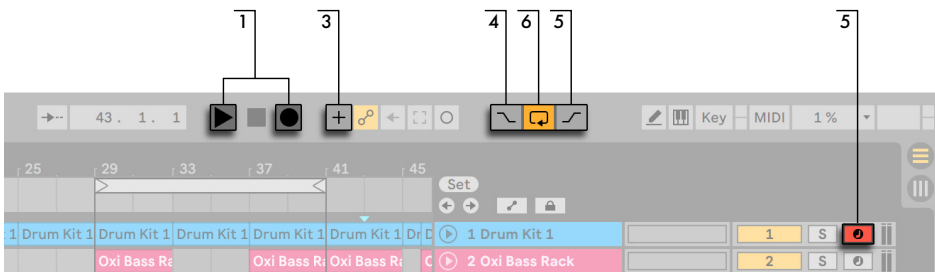 1 3 4 6 5 5
43. 1. 1 Key MIDI 1 %
25 29 33 37 41 45
Set
1 Drum Kit 1 Drum Kit 1 Drum Kit 1 Drum Kit 1 Drum Kit 1 Dr D 1 Drum Kit 1 1 S
Oxi Bass Ra Oxi Bass R Oxi Bass Ra 2 Oxi Bass Rack 2 S